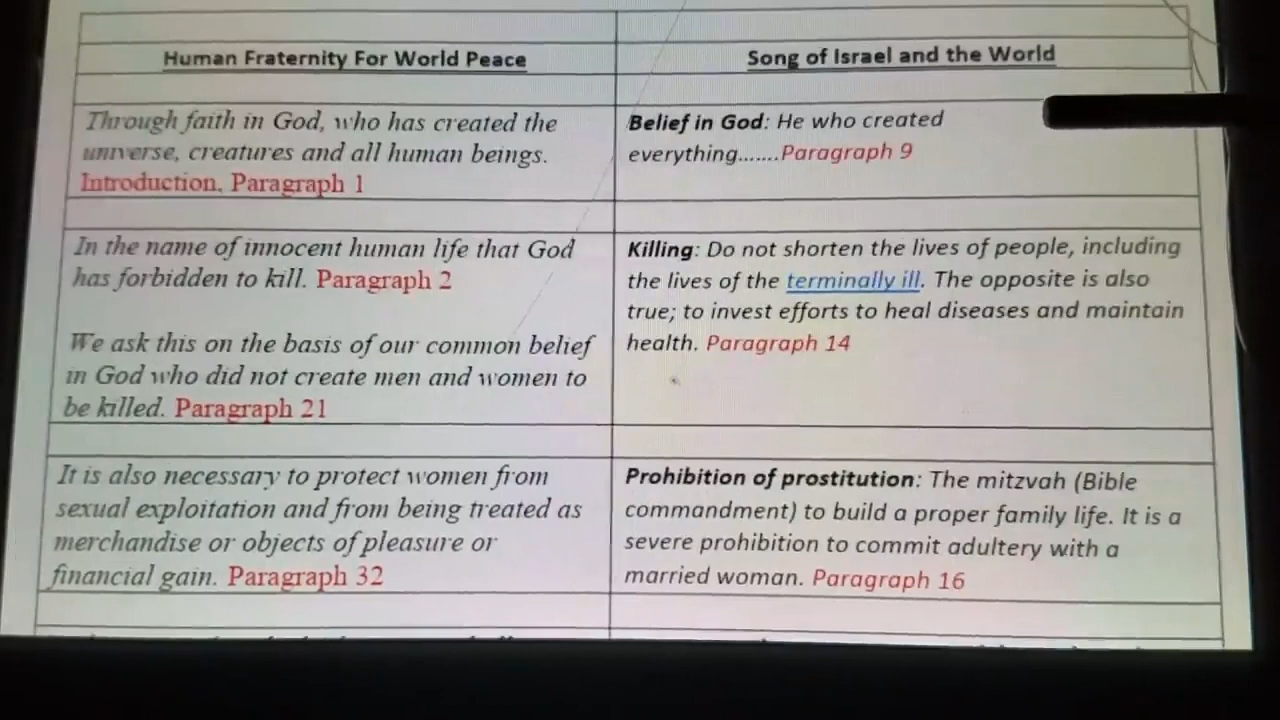 Human Fraternity For World Peace
Song of Israel and the World
Through faith in God, who has created the
universe, creatures and all human beings.
Introduction, Paragraph 1
Belief in God: He who created
everything.......Paragraph 9
In the name of innocent human life that God
has forbidden to kill. Paragraph 2
We ask this on the basis of our common belief
in God who did not create men and women to
be killed. Paragraph 21
Killing: Do not shorten the lives of people, including
the lives of the terminally ill. The opposite is also
true; to invest efforts to heal diseases and maintain
health. Paragraph 14
It is also necessary to protect women from
sexual exploitation and from being treated as
merchandise or objects of pleasure or
financial gain. Paragraph 32
Prohibition of prostitution: The mitzvah (Bible
commandment) to build a proper family life. It is a
severe prohibition to commit adultery with a
married woman. Paragraph 16